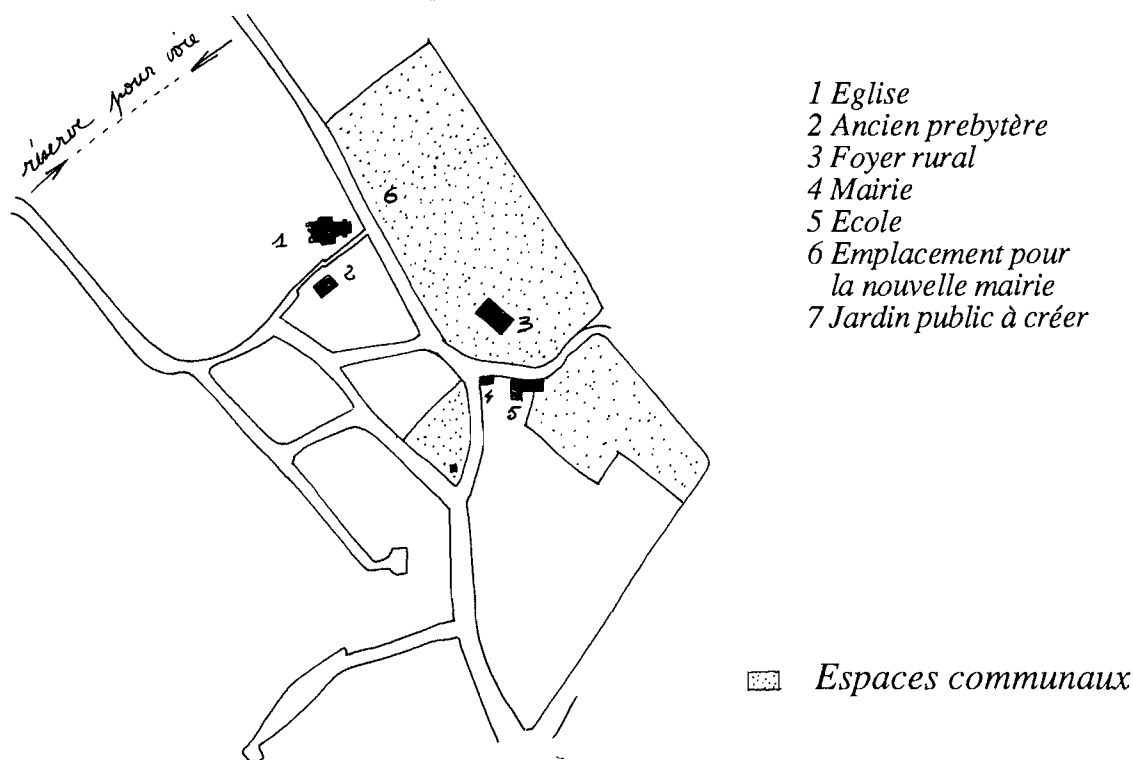 réserve pour voie
1
2
3
4
5
6
1 Eglise
2 Ancien prebytère
3 Foyer rural
4 Mairie
5 Ecole
6 Emplacement pour
la nouvelle mairie
7 Jardin public à créer
Espaces communaux